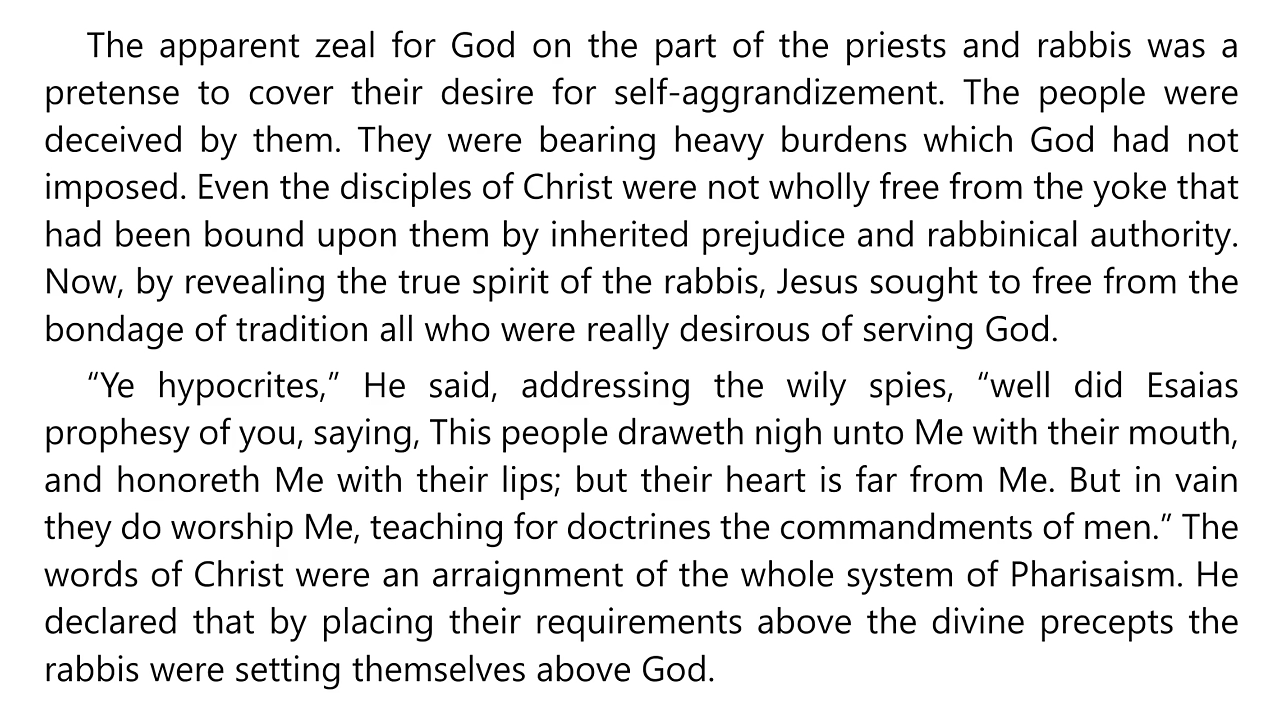 The apparent zeal for God on the part of the priests and rabbis was a
pretense to cover their desire for self-aggrandizement. The people were
deceived by them. They were bearing heavy burdens which God had not
imposed. Even the disciples of Christ were not wholly free from the yoke that
had been bound upon them by inherited prejudice and rabbinical authority.
Now, by revealing the true spirit of the rabbis, Jesus sought to free from the
bondage of tradition all who were really desirous of serving God.
“Ye hypocrites,” He said, addressing the wily spies, “well did Esaias
prophesy of you, saying, This people draweth nigh unto Me with their mouth,
and honoreth Me with their lips; but their heart is far from Me. But in vain
they do worship Me, teaching for doctrines the commandments of men.” The
words of Christ were an arraignment of the whole system of Pharisaism. He
declared that by placing their requirements above the divine precepts the
rabbis were setting themselves above God.